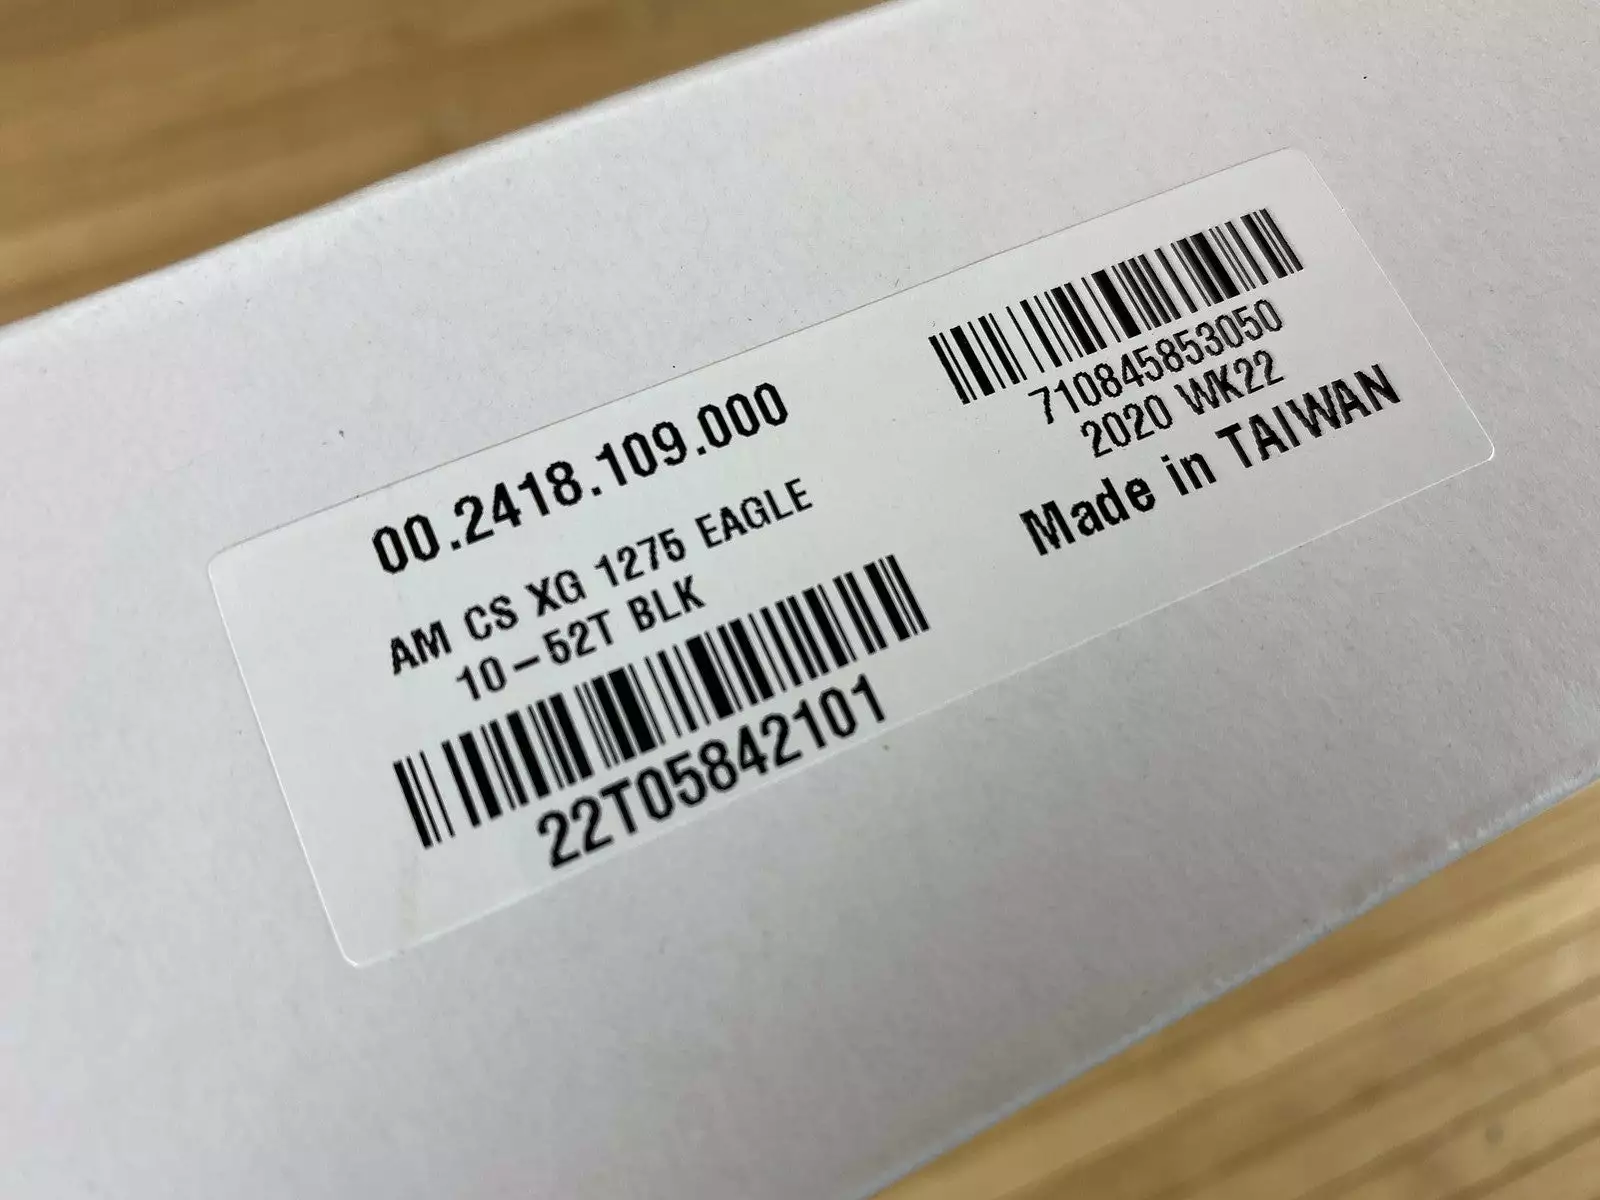 00.2418.109.000
AM CS XG 1275 EAGLE
10-52T BLK
22T05842101
710845853050
2020 WK22
Made in TAIWAN